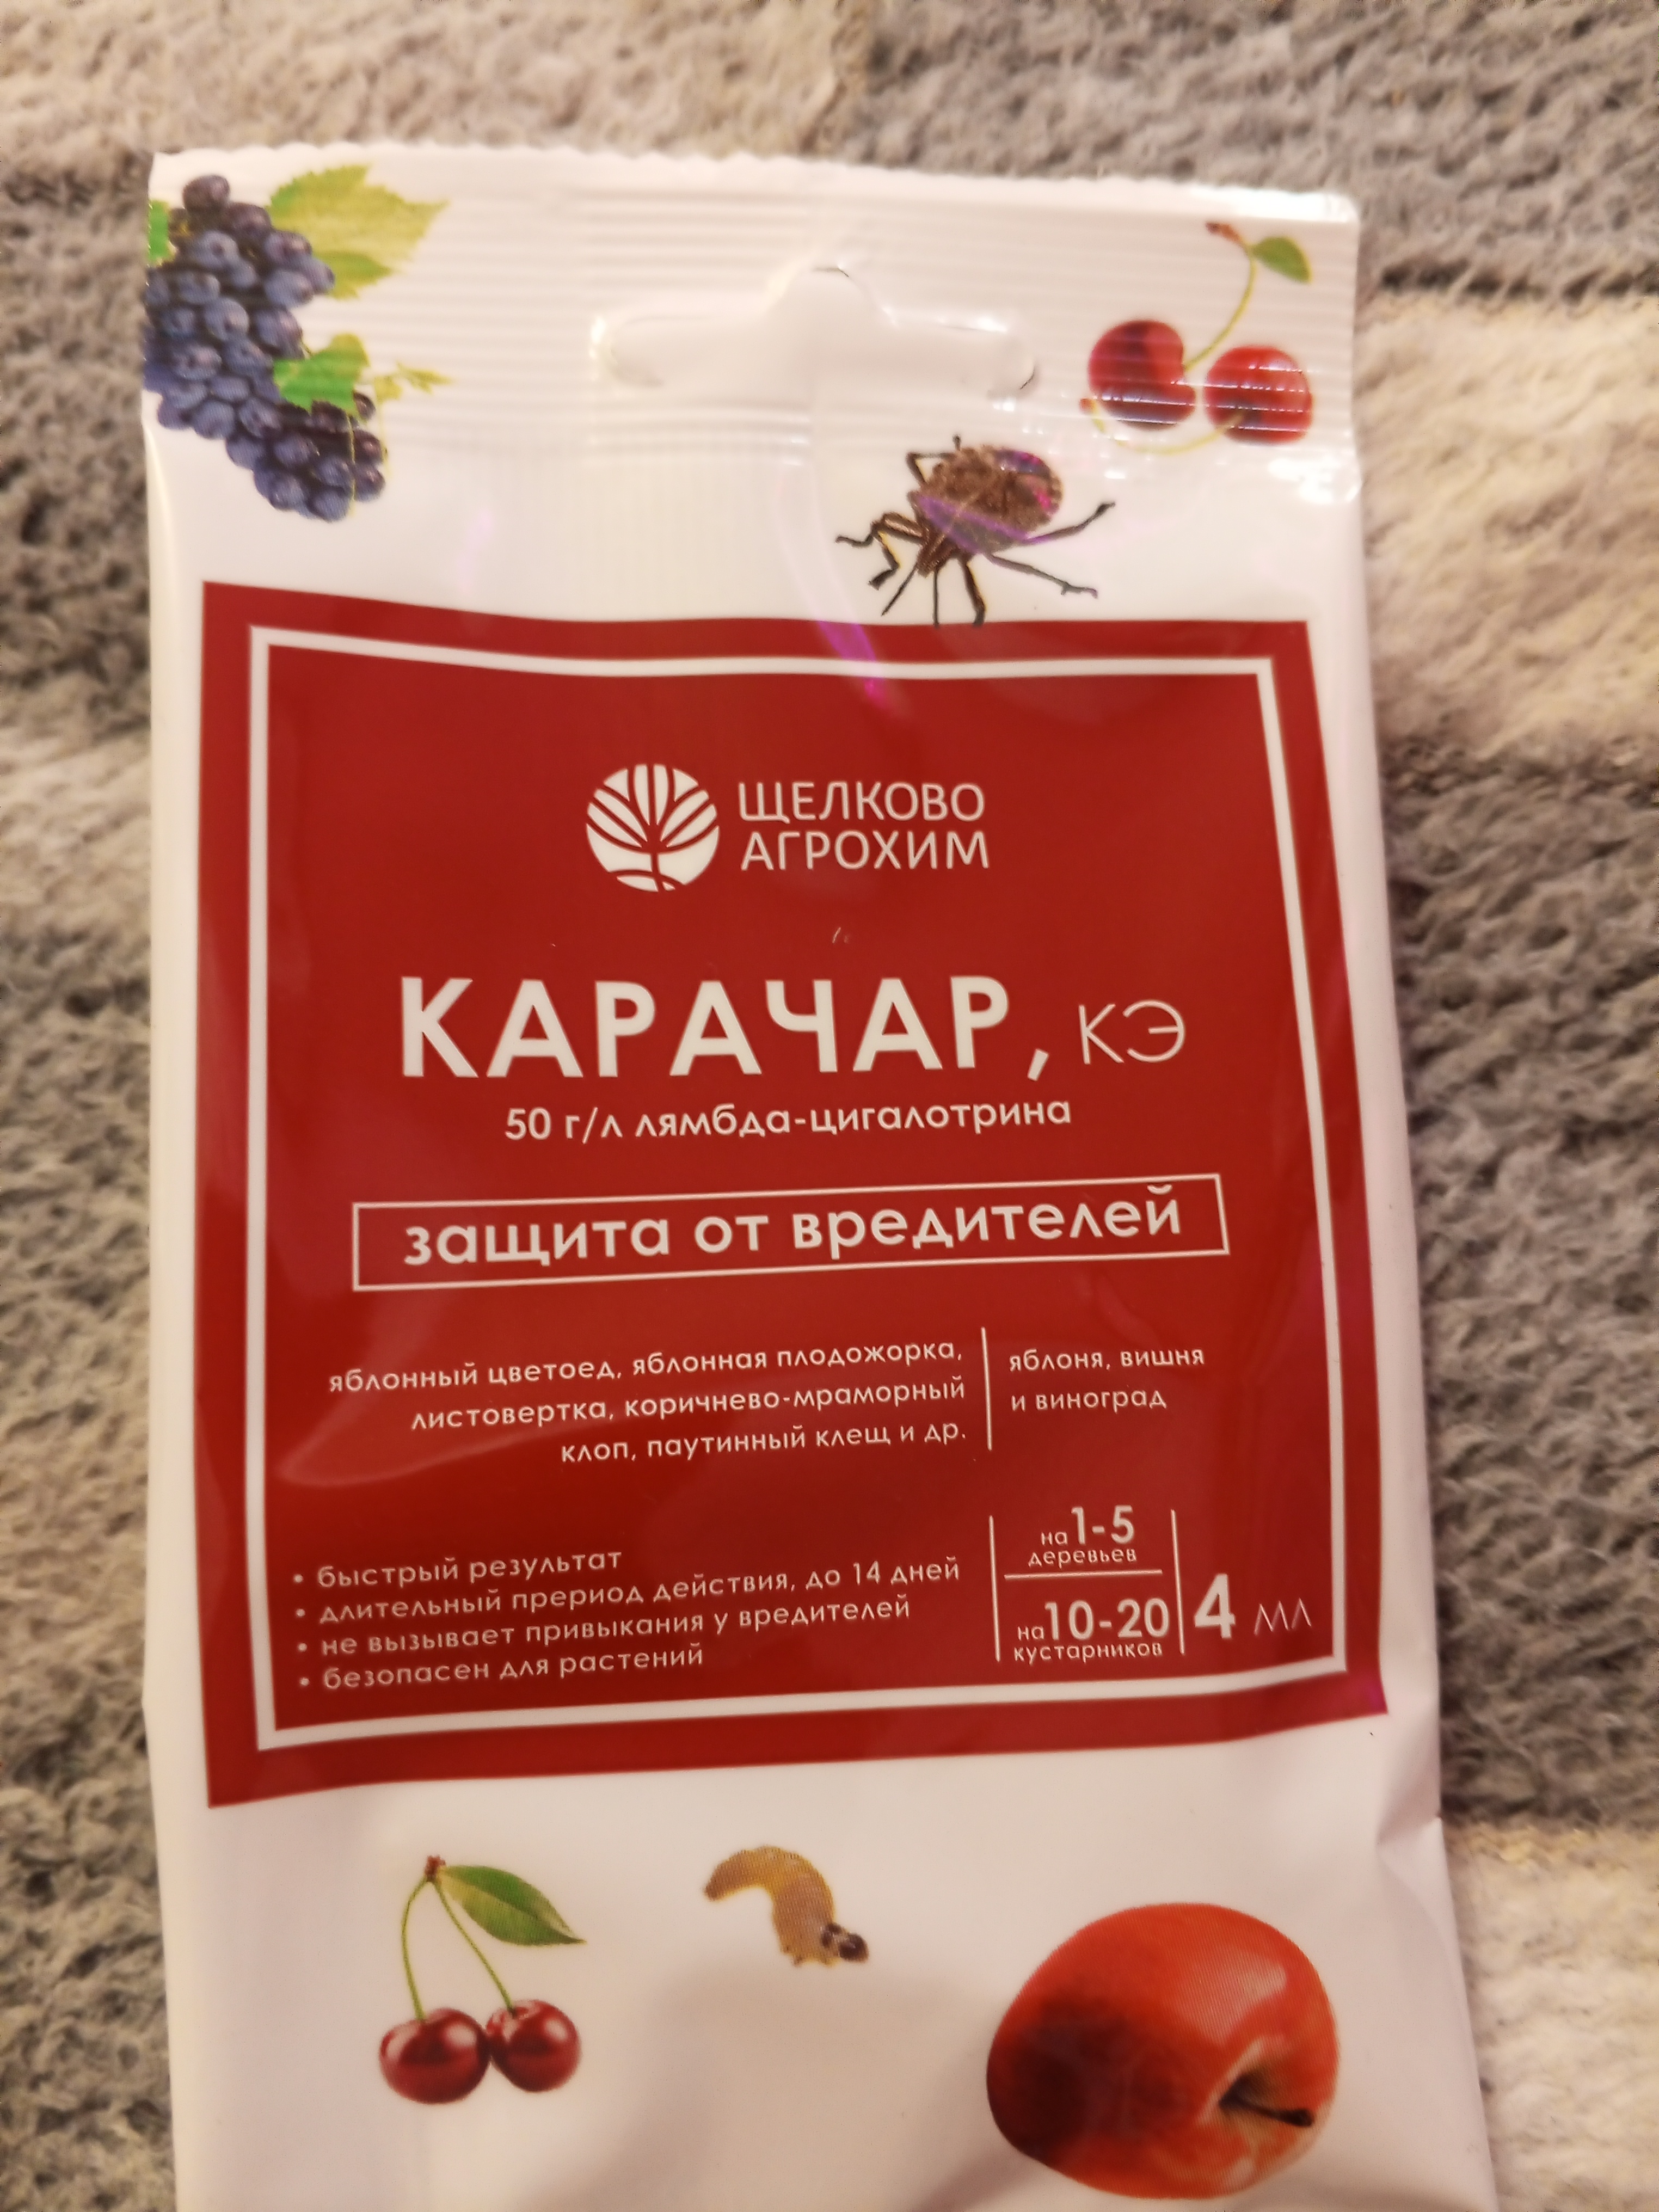 ЩЕЛКОВО
АГРОХИМ
КАРАЧАР, КЭ
50 г/л лямбда-цигалотрина
защита от вредителей
яблонный цветоед, яблонная плодожорка,
листовертка, коричнево-мраморный
клоп, паутинный клещ и др.
яблоня, вишня
и виноград
• быстрый результат
• длительный прериод действия, до 14 дней
• не вызывает привыкания у вредителей
• безопасен для растений
на 1-5
деревьев
на 10-20
кустарников
4 мл